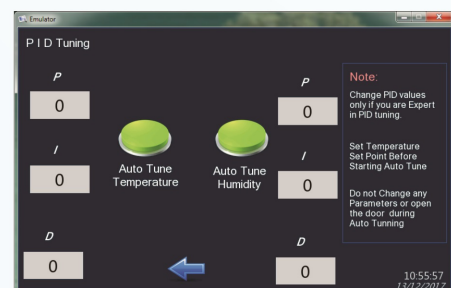 Emulator
P I D Tuning
P
0
I
0
D
0
Auto Tune
Temperature
Auto Tune
Humidity
P
0
I
0
D
0
Note:
Change PID values
only if you are Expert
in PID tuning.
Set Temperature
Set Point Before
Starting Auto Tune
Do not Change any
Parameters or open
the door during
Auto Tunning
10:55:57
13/12/2017